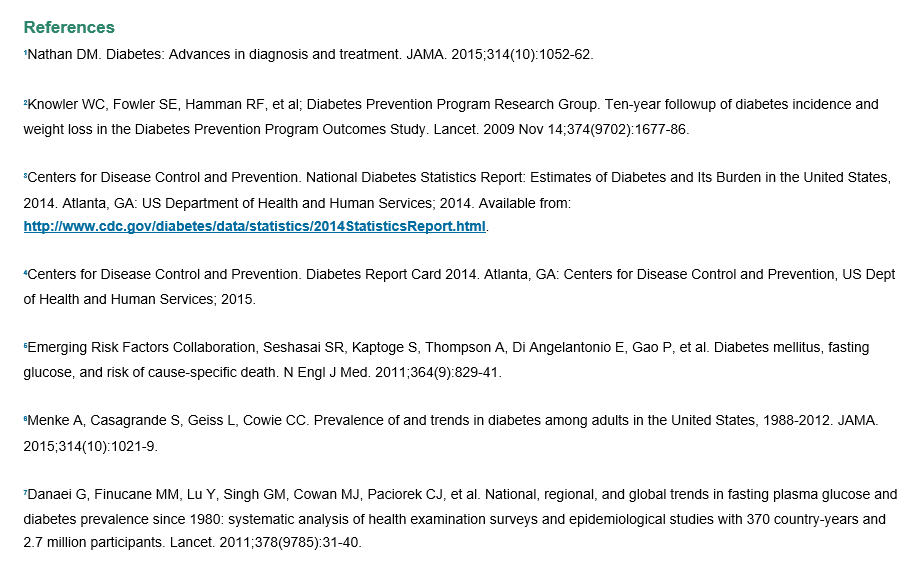 References
¹Nathan DM. Diabetes: Advances in diagnosis and treatment. JAMA. 2015;314(10):1052-62.
²Knowler WC, Fowler SE, Hamman RF, et al; Diabetes Prevention Program Research Group. Ten-year followup of diabetes incidence and
weight loss in the Diabetes Prevention Program Outcomes Study. Lancet. 2009 Nov 14;374(9702):1677-86.
³Centers for Disease Control and Prevention. National Diabetes Statistics Report: Estimates of Diabetes and Its Burden in the United States,
2014. Atlanta, GA: US Department of Health and Human Services; 2014. Available from:
http://www.cdc.gov/diabetes/data/statistics/2014StatisticsReport.html.
⁴Centers for Disease Control and Prevention. Diabetes Report Card 2014. Atlanta, GA: Centers for Disease Control and Prevention, US Dept
of Health and Human Services; 2015.
⁵Emerging Risk Factors Collaboration, Seshasai SR, Kaptoge S, Thompson A, Di Angelantonio E, Gao P, et al. Diabetes mellitus, fasting
glucose, and risk of cause-specific death. N Engl J Med. 2011;364(9):829-41.
⁶Menke A, Casagrande S, Geiss L, Cowie CC. Prevalence of and trends in diabetes among adults in the United States, 1988-2012. JAMA.
2015;314(10):1021-9.
⁷Danaei G, Finucane MM, Lu Y, Singh GM, Cowan MJ, Paciorek CJ, et al. National, regional, and global trends in fasting plasma glucose and
diabetes prevalence since 1980: systematic analysis of health examination surveys and epidemiological studies with 370 country-years and
2.7 million participants. Lancet. 2011;378(9785):31-40.